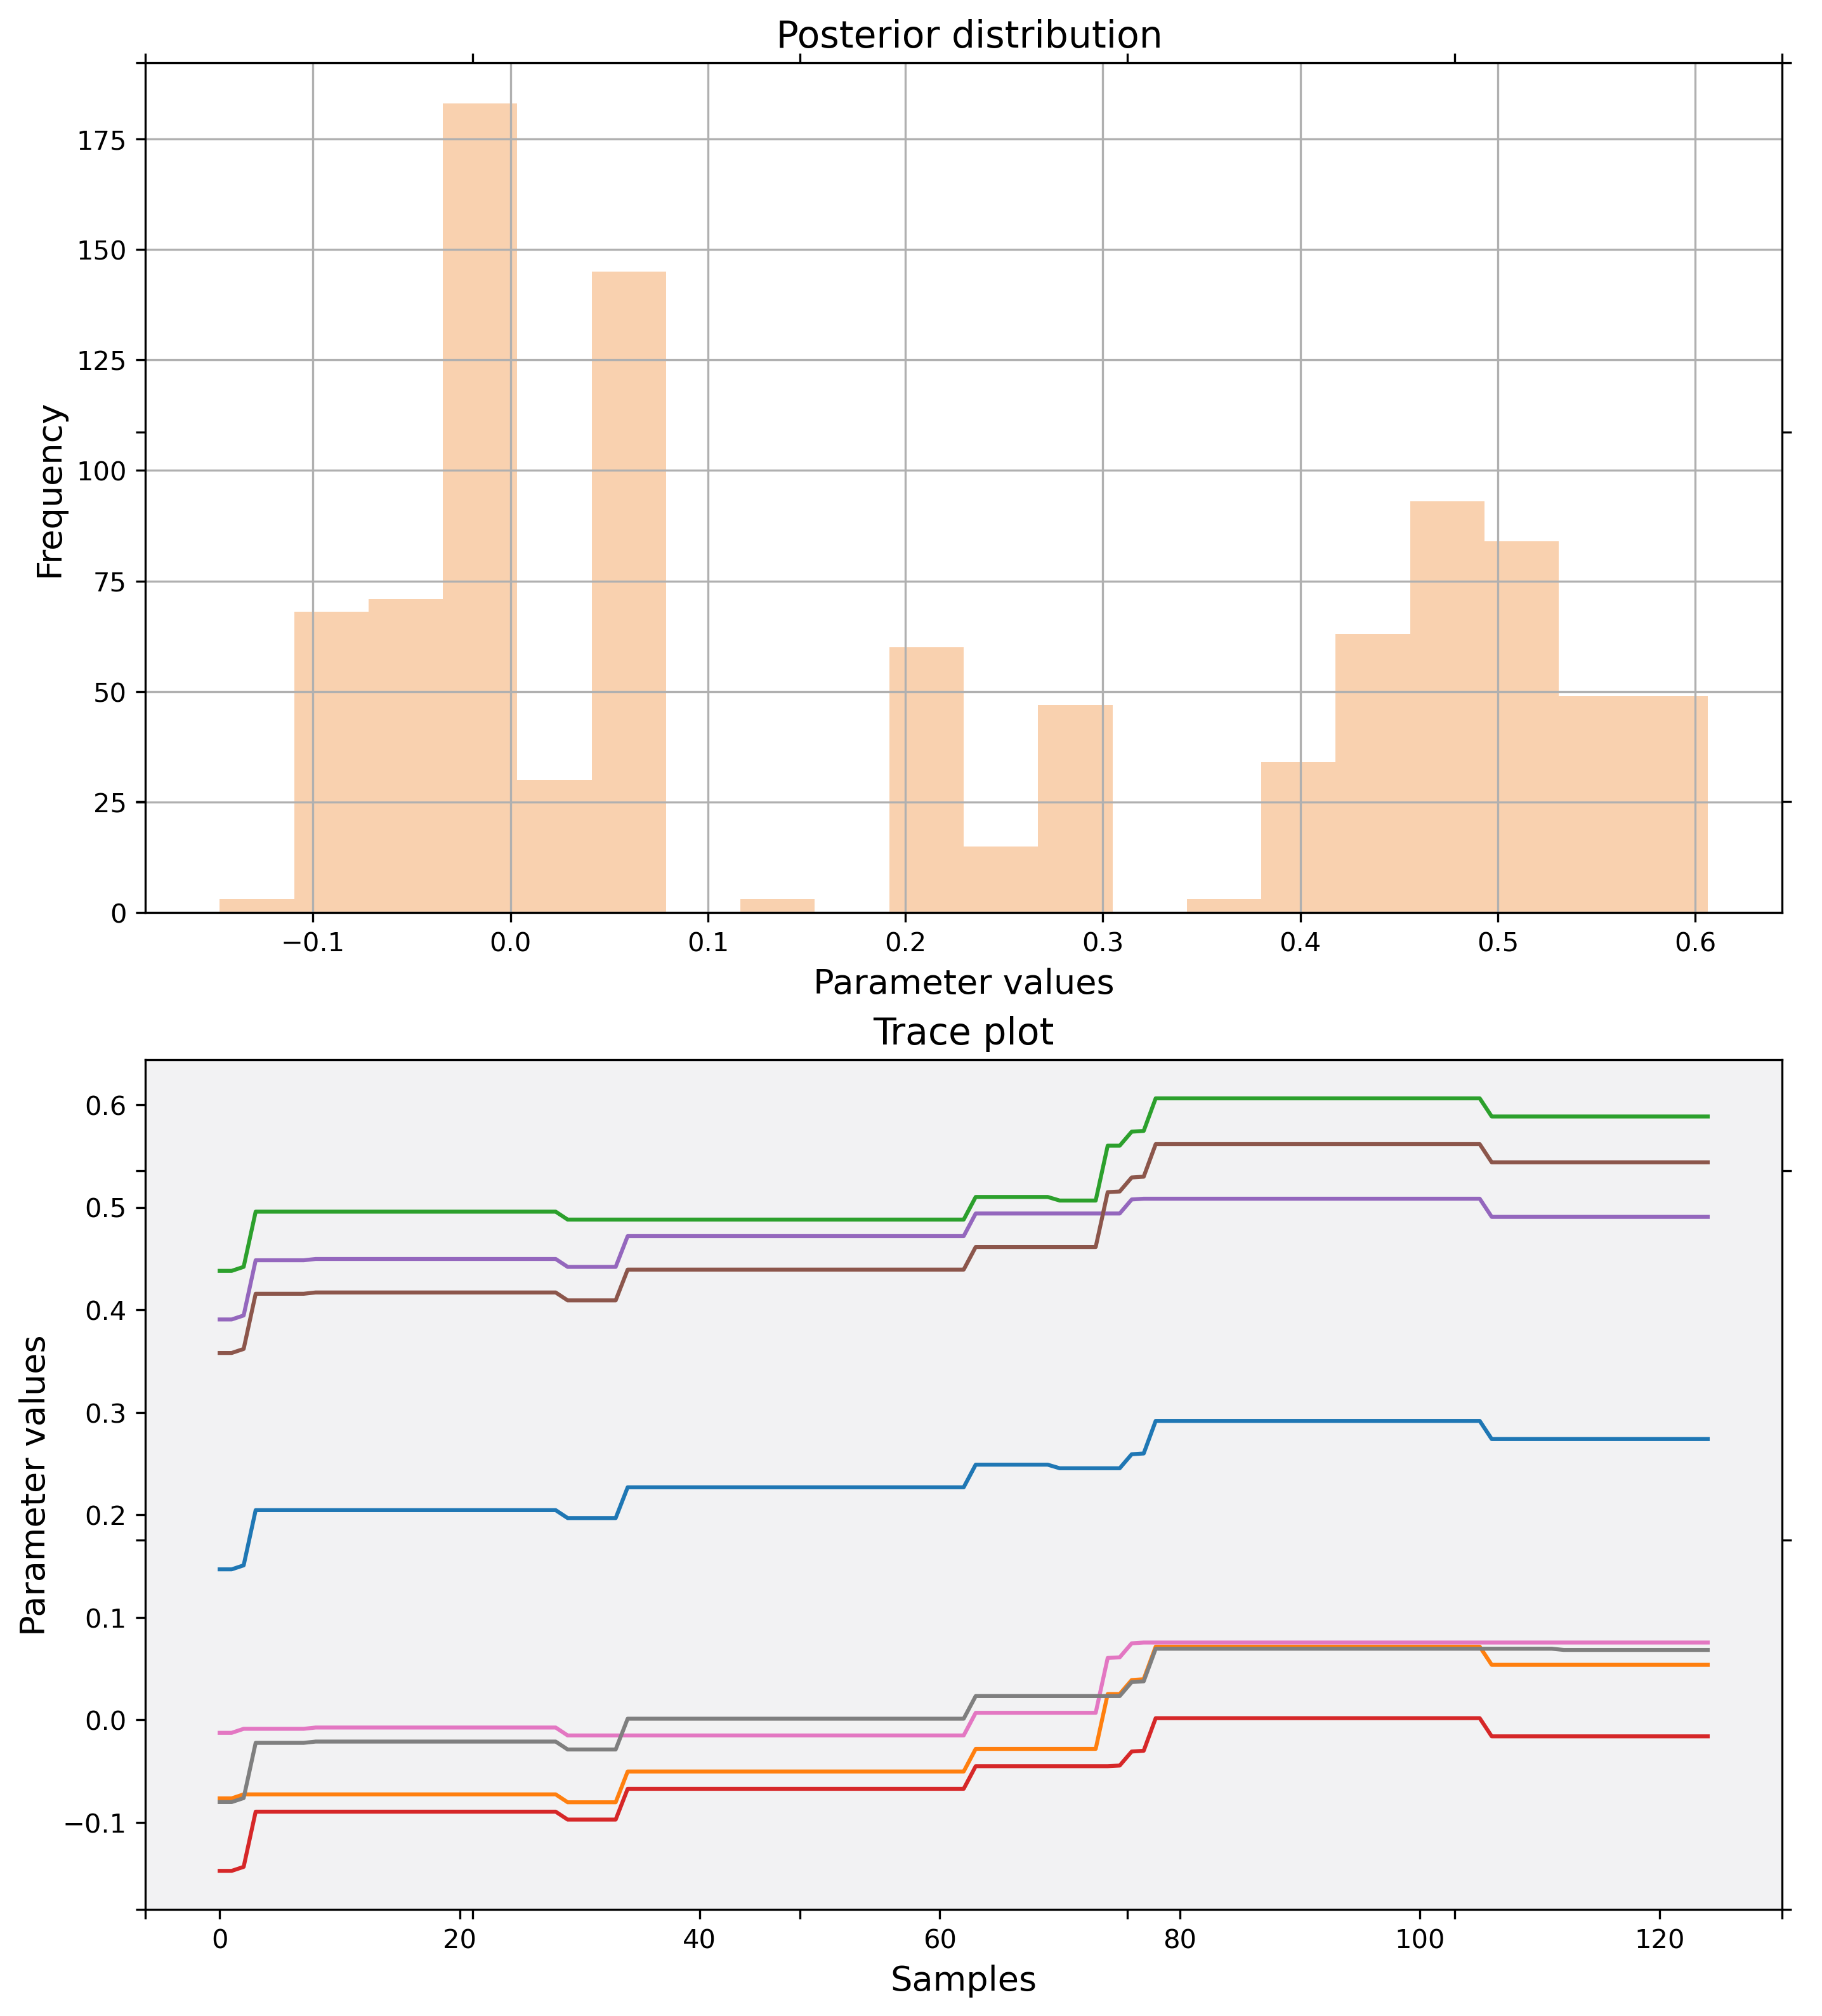 Posterior distribution
175
150
125
100
75
50
25
0
Frequency
−0.1 0.0 0.1 0.2 0.3 0.4 0.5 0.6
Parameter values
Trace plot
0.6
0.5
0.4
0.3
0.2
0.1
0.0
−0.1
Parameter values
0 20 40 60 80 100 120
Samples